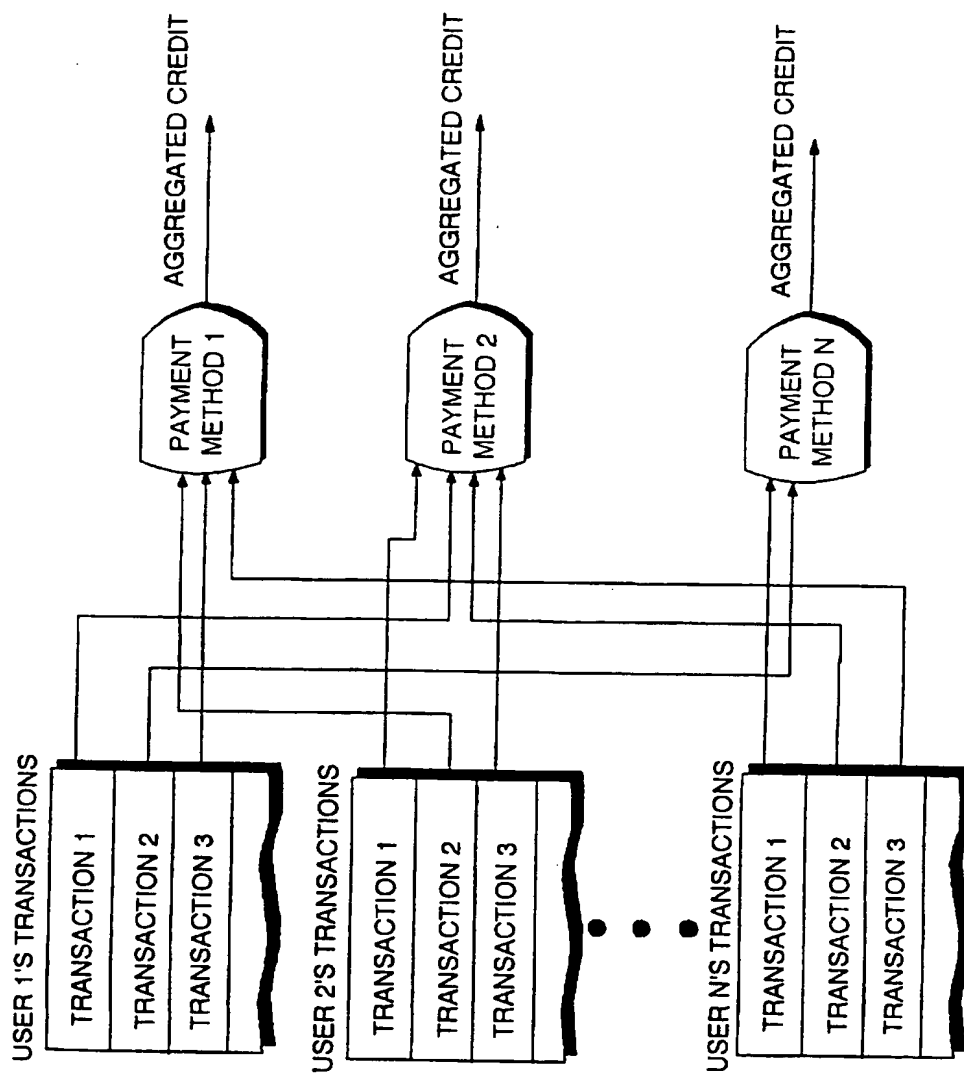 USER 1'S TRANSACTIONS
TRANSACTION 1
TRANSACTION 2
TRANSACTION 3
USER 2'S TRANSACTIONS
TRANSACTION 1
TRANSACTION 2
TRANSACTION 3
USER N'S TRANSACTIONS
TRANSACTION 1
TRANSACTION 2
TRANSACTION 3
PAYMENT
METHOD 1
AGGREGATED CREDIT
PAYMENT
METHOD 2
AGGREGATED CREDIT
PAYMENT
METHOD N
AGGREGATED CREDIT